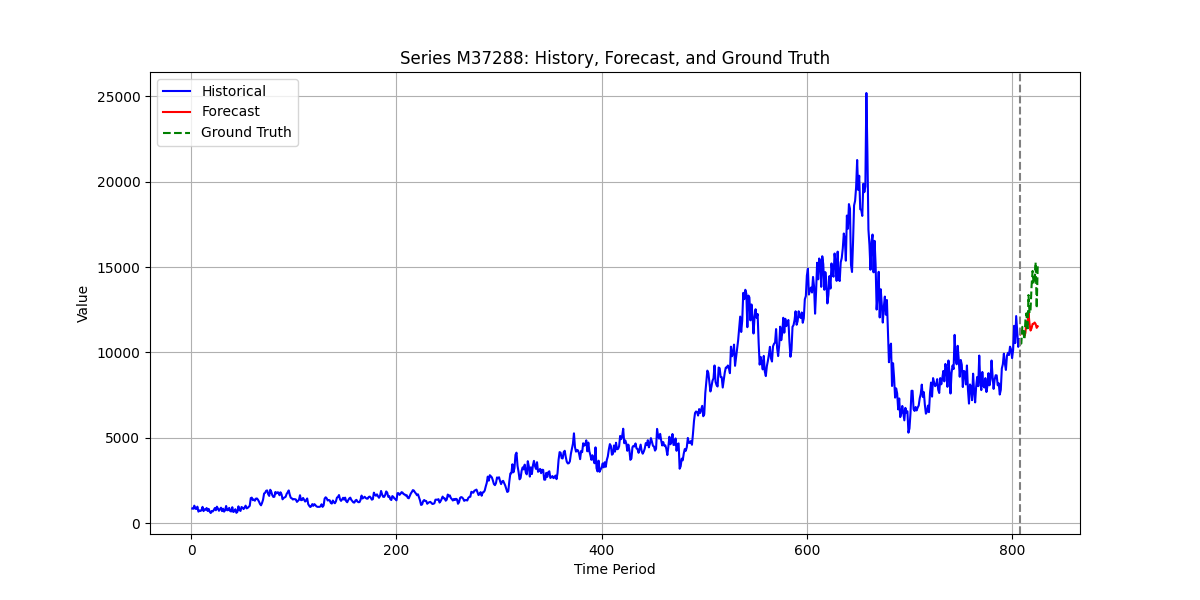 Series M37288: History, Forecast, and Ground Truth
Historical
Forecast
Ground Truth
25000
20000
15000
10000
5000
0
Value
0 200 400 600 800
Time Period